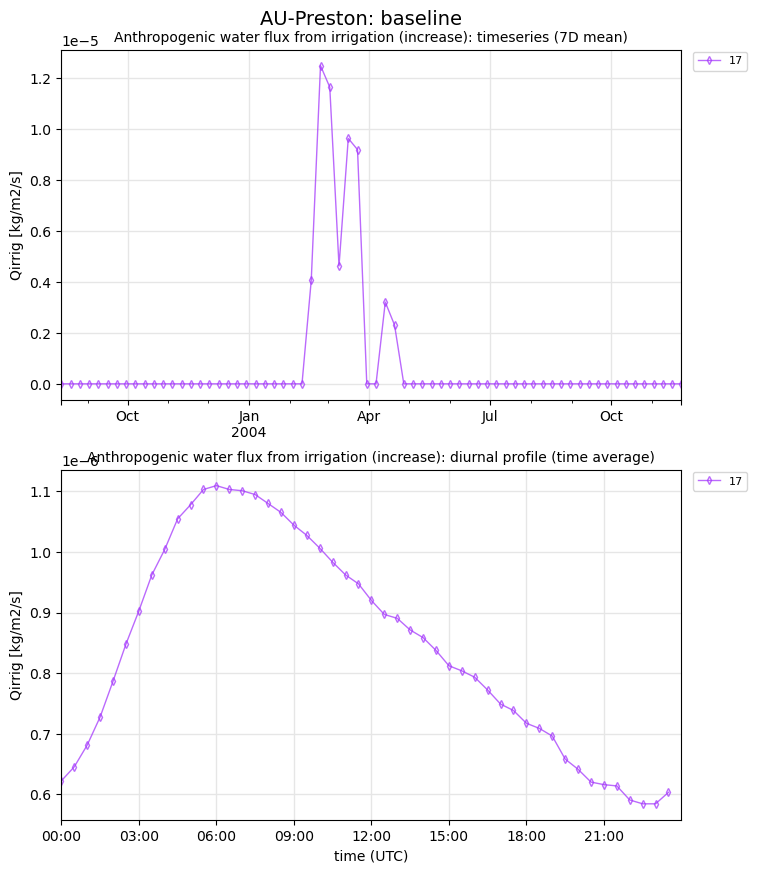 AU-Preston: baseline
Anthropogenic water flux from irrigation (increase): timeseries (7D mean)
1e−5
17
1.2
1.0
0.8
0.6
0.4
0.2
0.0
Qirrig [kg/m2/s]
Oct
Jan
2004
Apr
Jul
Oct
Anthropogenic water flux from irrigation (increase): diurnal profile (time average)
17
1.1
1.0
0.9
0.8
0.7
0.6
Qirrig [kg/m2/s]
00:00
03:00
06:00
09:00
12:00
15:00
18:00
21:00
time (UTC)